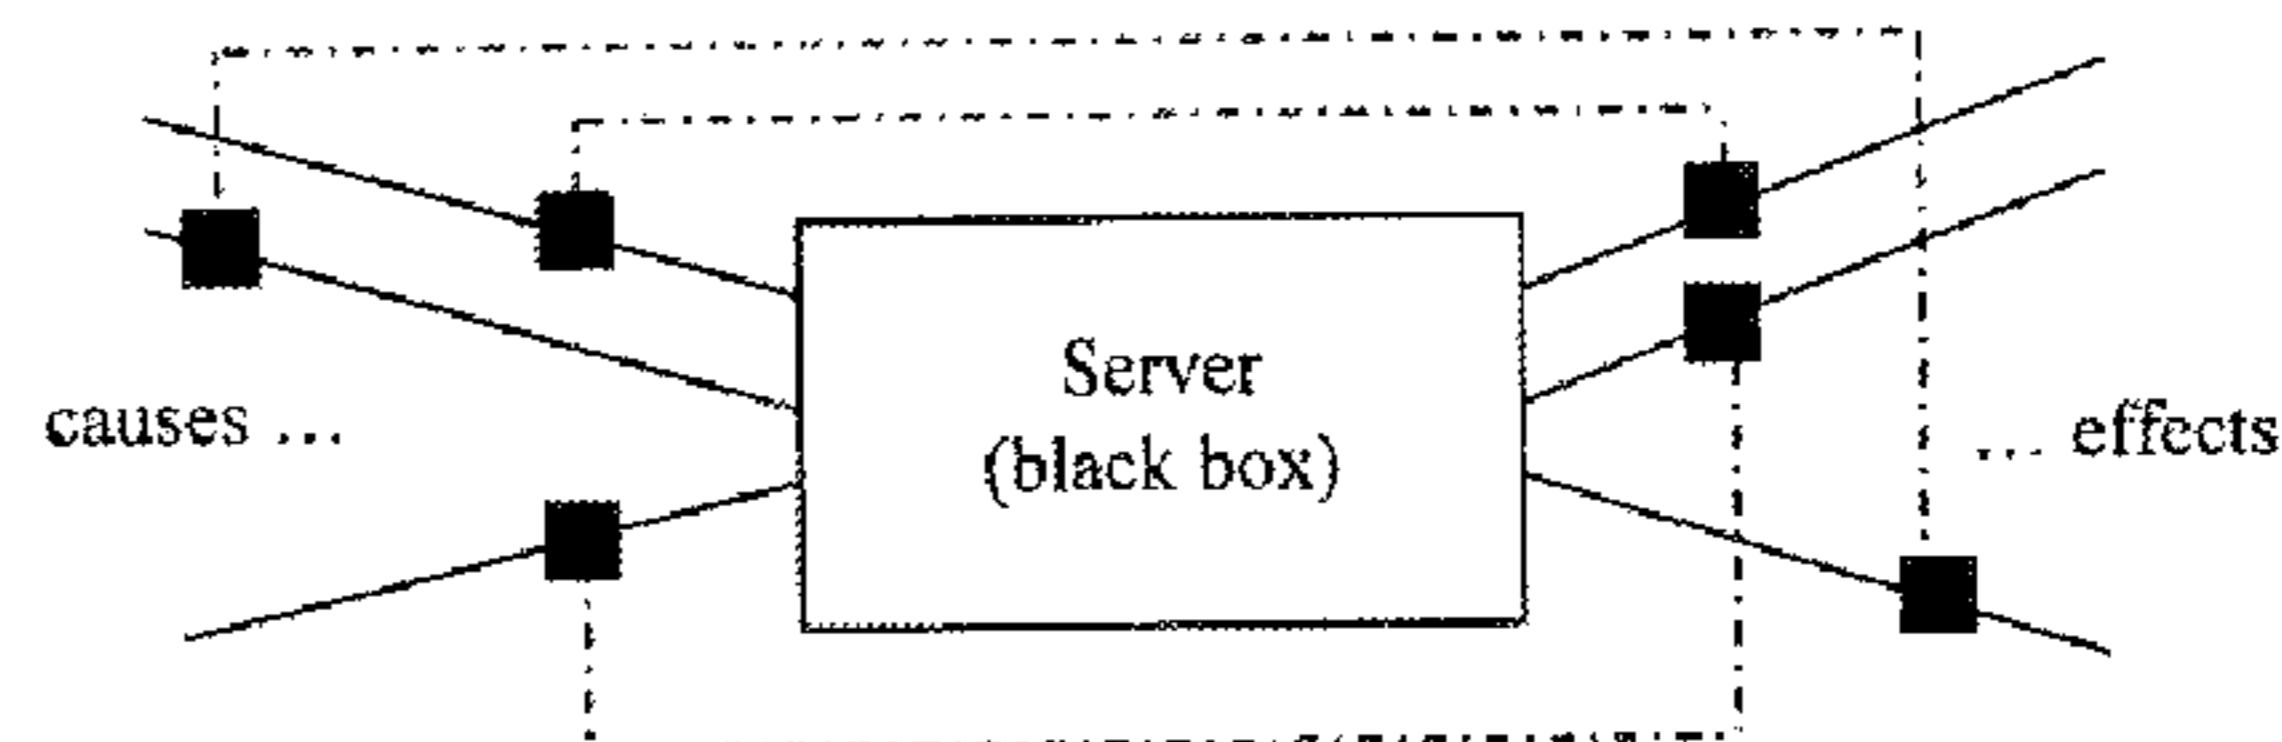 Server
(black box)
causes ...
... effects